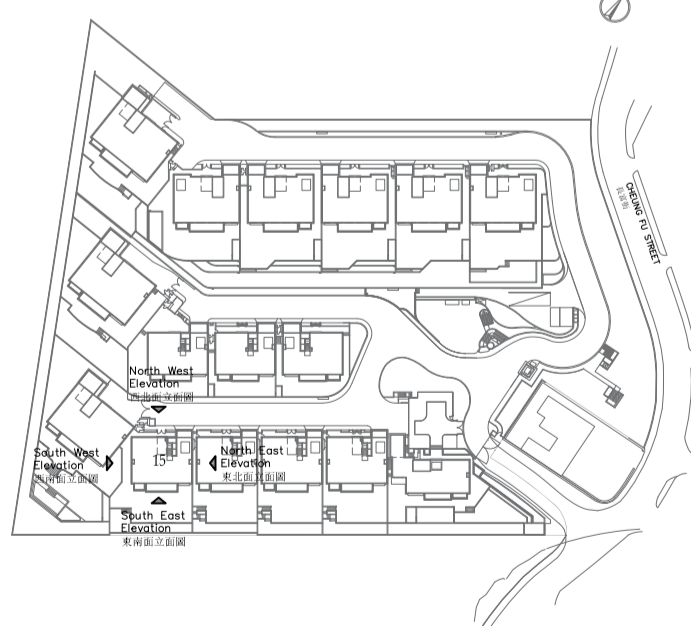 CHEUNG FU STREET
長富街
North West
Elevation
西北面立面圖
South West
Elevation
西南面立面圖
15
North East
Elevation
東北面立面圖
South East
Elevation
東南面立面圖